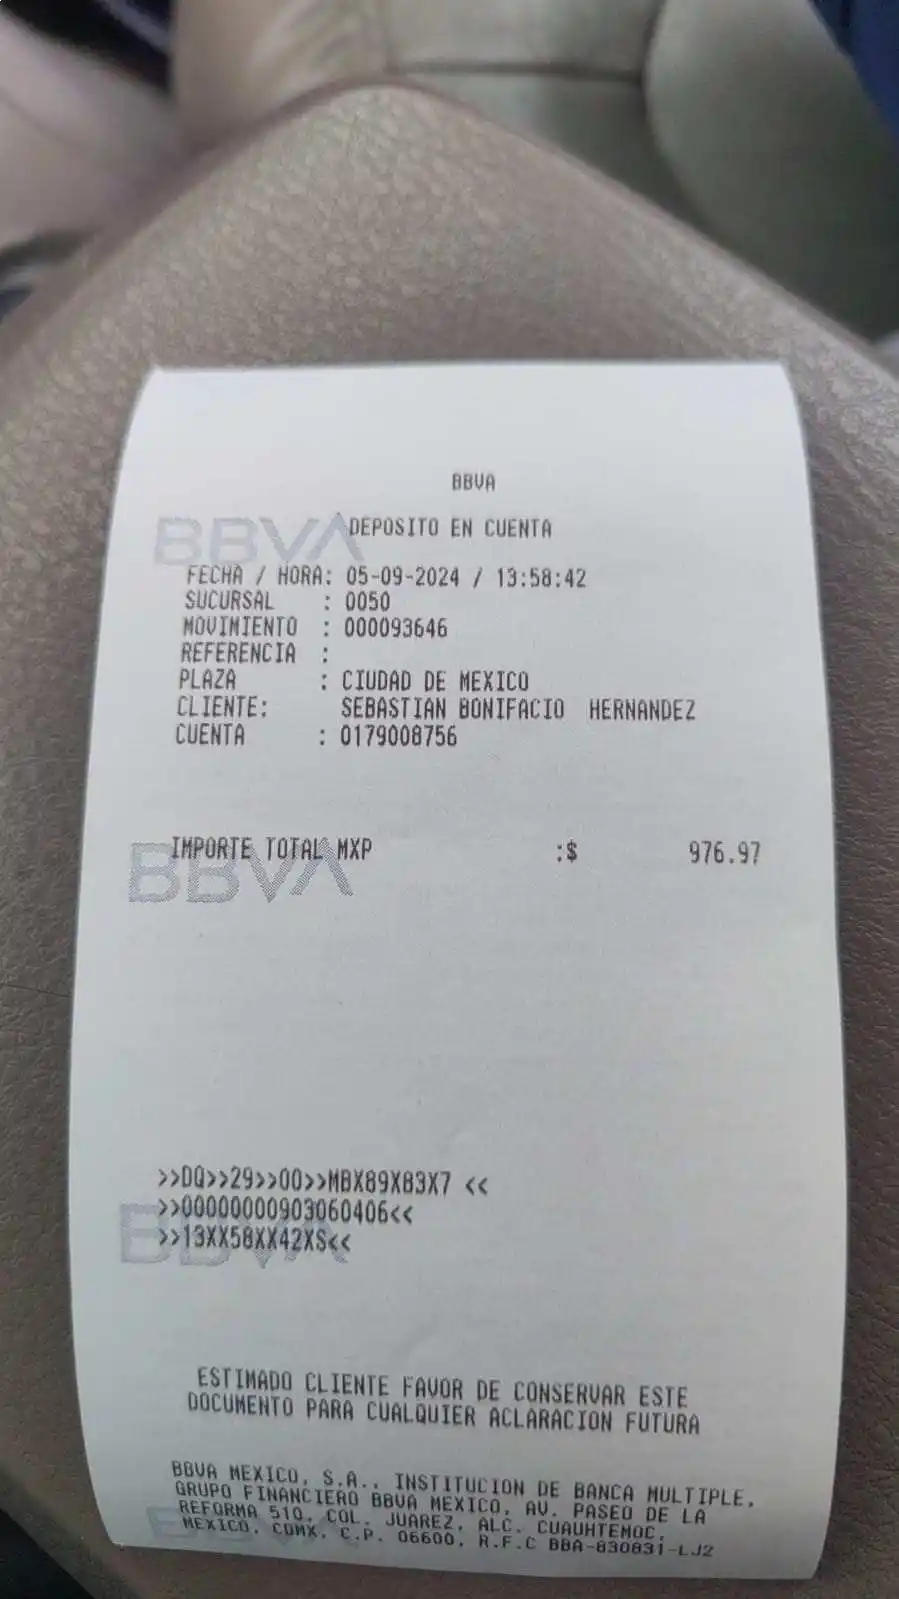 BBVA
BBVA
DEPOSITO EN CUENTA
FECHA / HORA: 05-09-2024 / 13:58:42
SUCURSAL : 0050
MOVIMIENTO : 000093646
REFERENCIA :
PLAZA : CIUDAD DE MEXICO
CLIENTE: SEBASTIAN BONIFACIO HERNANDEZ
CUENTA : 0179008756
IMPORTE TOTAL MXP :$ 976.97
BBVA
>>DQ>>29>>00>>MBX89X83X7 <<
>>00000000903060406<<
>>13XX58XX42XS<<
BBVA
ESTIMADO CLIENTE FAVOR DE CONSERVAR ESTE
DOCUMENTO PARA CUALQUIER ACLARACION FUTURA
BBVA MEXICO, S.A., INSTITUCION DE BANCA MULTIPLE,
GRUPO FINANCIERO BBVA MEXICO, AV. PASEO DE LA
REFORMA 510, COL. JUAREZ, ALC. CUAUHTEMOC,
MEXICO, CDMX, C.P. 06600, R.F.C BBA-830831-LJ2